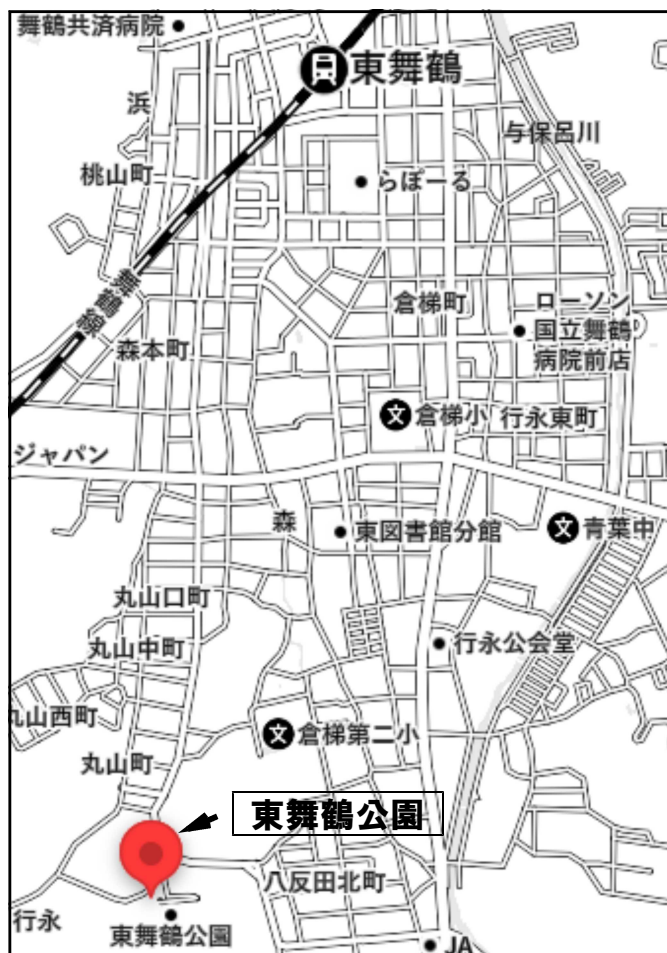 舞鶴共済病院
東舞鶴
浜
与保呂川
桃山町
らぽーる
舞鶴線
倉梯町
ローソン
国立舞鶴
病院前店
森本町
文
倉梯小
行永東町
ジャパン
森
東図書館分館
文
青葉中
丸山口町
丸山中町
行永公会堂
丸山西町
文
倉梯第二小
丸山町
東舞鶴公園
八反田北町
行永
東舞鶴公園
JA